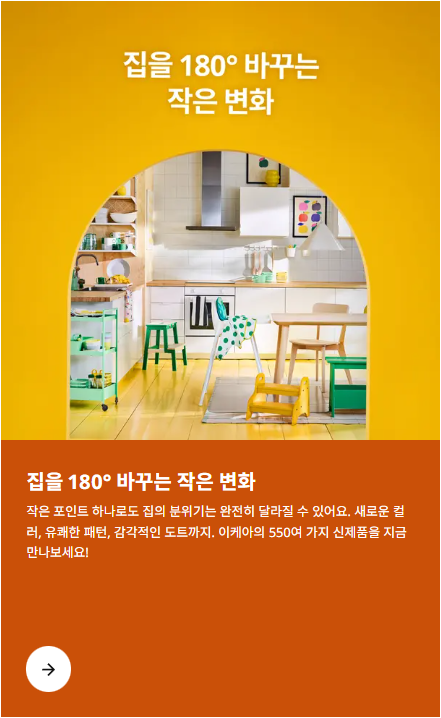 집을 180° 바꾸는
작은 변화
집을 180° 바꾸는 작은 변화
작은 포인트 하나로도 집의 분위기는 완전히 달라질 수 있어요. 새로운 컬
러, 유쾌한 패턴, 감각적인 도트까지. 이케아의 550여 가지 신제품을 지금
만나보세요!